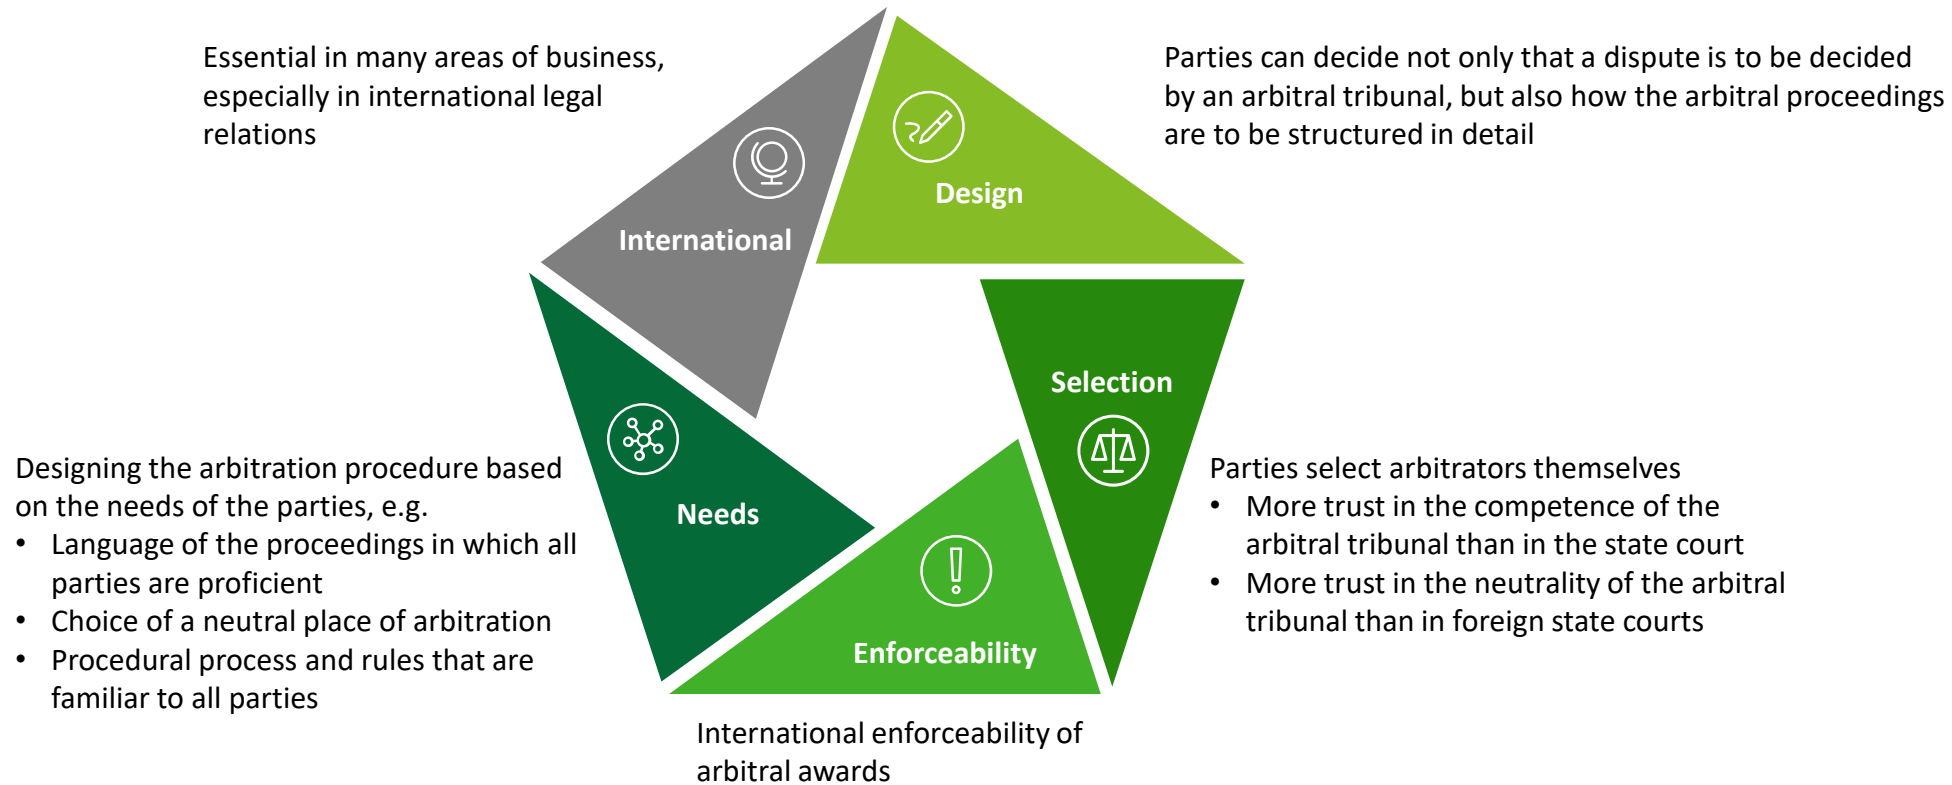 Essential in many areas of business,
especially in international legal
relations
International
Parties can decide not only that a dispute is to be decided
by an arbitral tribunal, but also how the arbitral proceedings
are to be structured in detail
Design
Selection
Parties select arbitrators themselves
• More trust in the competence of the
arbitral tribunal than in the state court
• More trust in the neutrality of the arbitral
tribunal than in foreign state courts
Needs
Designing the arbitration procedure based
on the needs of the parties, e.g.
• Language of the proceedings in which all
parties are proficient
• Choice of a neutral place of arbitration
• Procedural process and rules that are
familiar to all parties
Enforceability
International enforceability of
arbitral awards